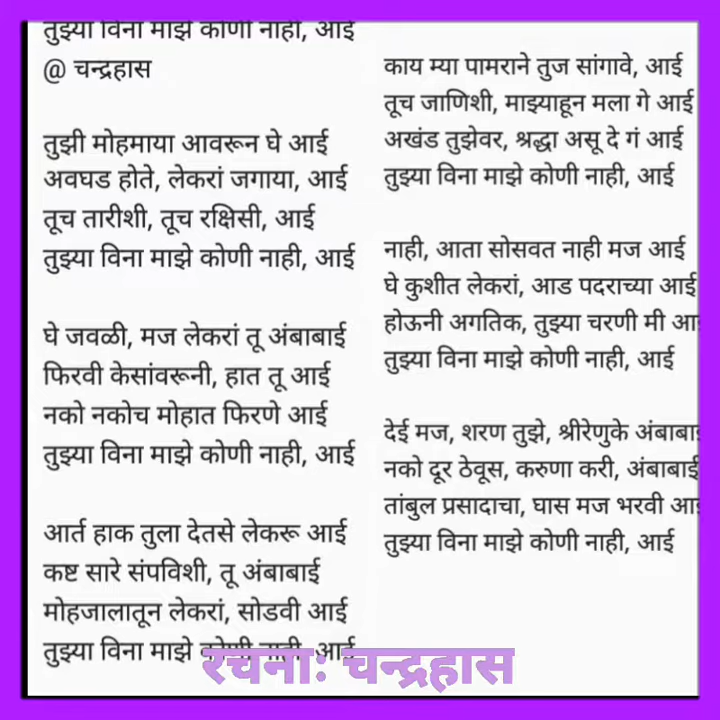 तुझ्या विना माझे कोणी नाही, आई
@ चन्द्रहास
तुझी मोहमाया आवरून घे आई
अवघड होते, लेकरां जगाया, आई
तूच तारीशी, तूच रक्षिसी, आई
तुझ्या विना माझे कोणी नाही, आई
घे जवळी, मज लेकरां तू अंबाबाई
फिरवी केसांवरूनी, हात तू आई
नको नकोच मोहात फिरणे आई
तुझ्या विना माझे कोणी नाही, आई
आर्त हाक तुला देतसे लेकरू आई
कष्ट सारे संपविशी, तू अंबाबाई
मोहजालातून लेकरां, सोडवी आई
तुझ्या विना माझे कोणी नाही, आई
काय म्या पामराने तुज सांगावे, आई
तूच जाणिशी, माझ्याहून मला गे आई
अखंड तुझेवर, श्रद्धा असू दे गं आई
तुझ्या विना माझे कोणी नाही, आई
नाही, आता सोसवत नाही मज आई
घे कुशीत लेकरां, आड पदराच्या आई
होऊनी अगतिक, तुझ्या चरणी मी आ
तुझ्या विना माझे कोणी नाही, आई
देई मज, शरण तुझे, श्रीरेणुके अंबाबा
नको दूर ठेवूस, करुणा करी, अंबाबाई
तांबुल प्रसादाचा, घास मज भरवी आ
तुझ्या विना माझे कोणी नाही, आई
रचनाः चन्द्रहास